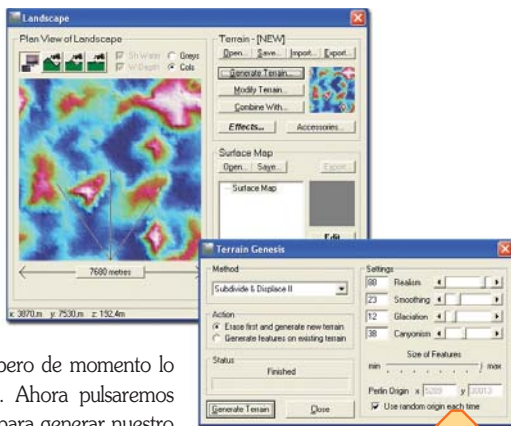 Landscape
Plan View of Landscape
Sh Water
Greys
W Depth
Cols
7680 metres
x: 3870,m y: 7530,m z: 192,4m
Terrain - [NEW]
Open... Save... Import... Export...
Generate Terrain...
Modify Terrain...
Combine With...
Effects... Accessories...
Surface Map
Open... Save... Export...
Surface Map
Edit
Terrain Genesis
Method
Subdivide & Displace II
Action
Erase first and generate new terrain
Generate features on existing terrain
Status
Finished
Generate Terrain Close
Settings
Realism
23 Smoothing
12 Glaciation
38 Canyonism
Size of Features
min max
Perlin Origin x y
Use random origin each time
pero de momento lo
. Ahora pulsaremos
para generar nuestro